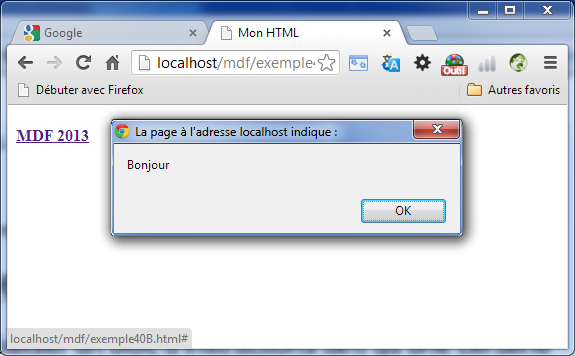 Google
Mon HTML
localhost/mdf/exemple
Outil
Débuter avec Firefox
Autres favoris
MDF 2013
La page à l'adresse localhost indique :
Bonjour
OK
localhost/mdf/exemple40B.html#